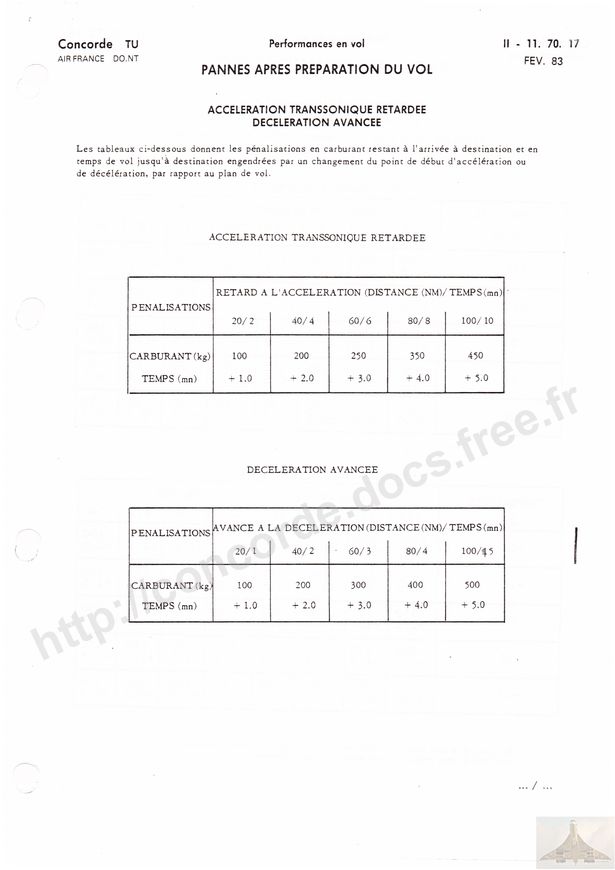 Concorde TU
AIR FRANCE DO.NT
Performances en vol
II - 11. 70. 17
FEV. 83
PANNES APRES PREPARATION DU VOL
ACCELERATION TRANSSONIQUE RETARDEE
DECELERATION AVANCEE
Les tableaux ci-dessous donnent les pénalisations en carburant restant à l'arrivée à destination et en
temps de vol jusqu'à destination engendrées par un changement du point de début d'accélération ou
de décélération, par rapport au plan de vol.
ACCELERATION TRANSSONIQUE RETARDEE
PENALISATIONS
RETARD A L'ACCELERATION (DISTANCE (NM)/ TEMPS (mn)
20/ 2 40/ 4 60/ 6 80/ 8 100/ 10
CARBURANT (kg) 100 200 250 350 450
TEMPS (mn) + 1.0 + 2.0 + 3.0 + 4.0 + 5.0
DECELERATION AVANCEE
PENALISATIONS
AVANCE A LA DECELERATION (DISTANCE (NM)/ TEMPS (mn)
20/ 1 40/ 2 60/ 3 80/ 4 100/ 5
CARBURANT (kg) 100 200 300 400 500
TEMPS (mn) + 1.0 + 2.0 + 3.0 + 4.0 + 5.0
... / ...
http://concorde.docs.free.fr